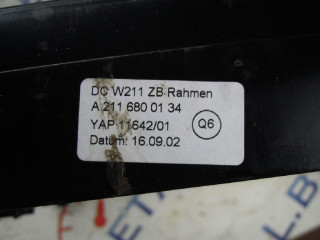 DC W211 ZB Rahmen
A 211 680 01 34
YAP 11642/01
Q6
Datum: 16.09.02